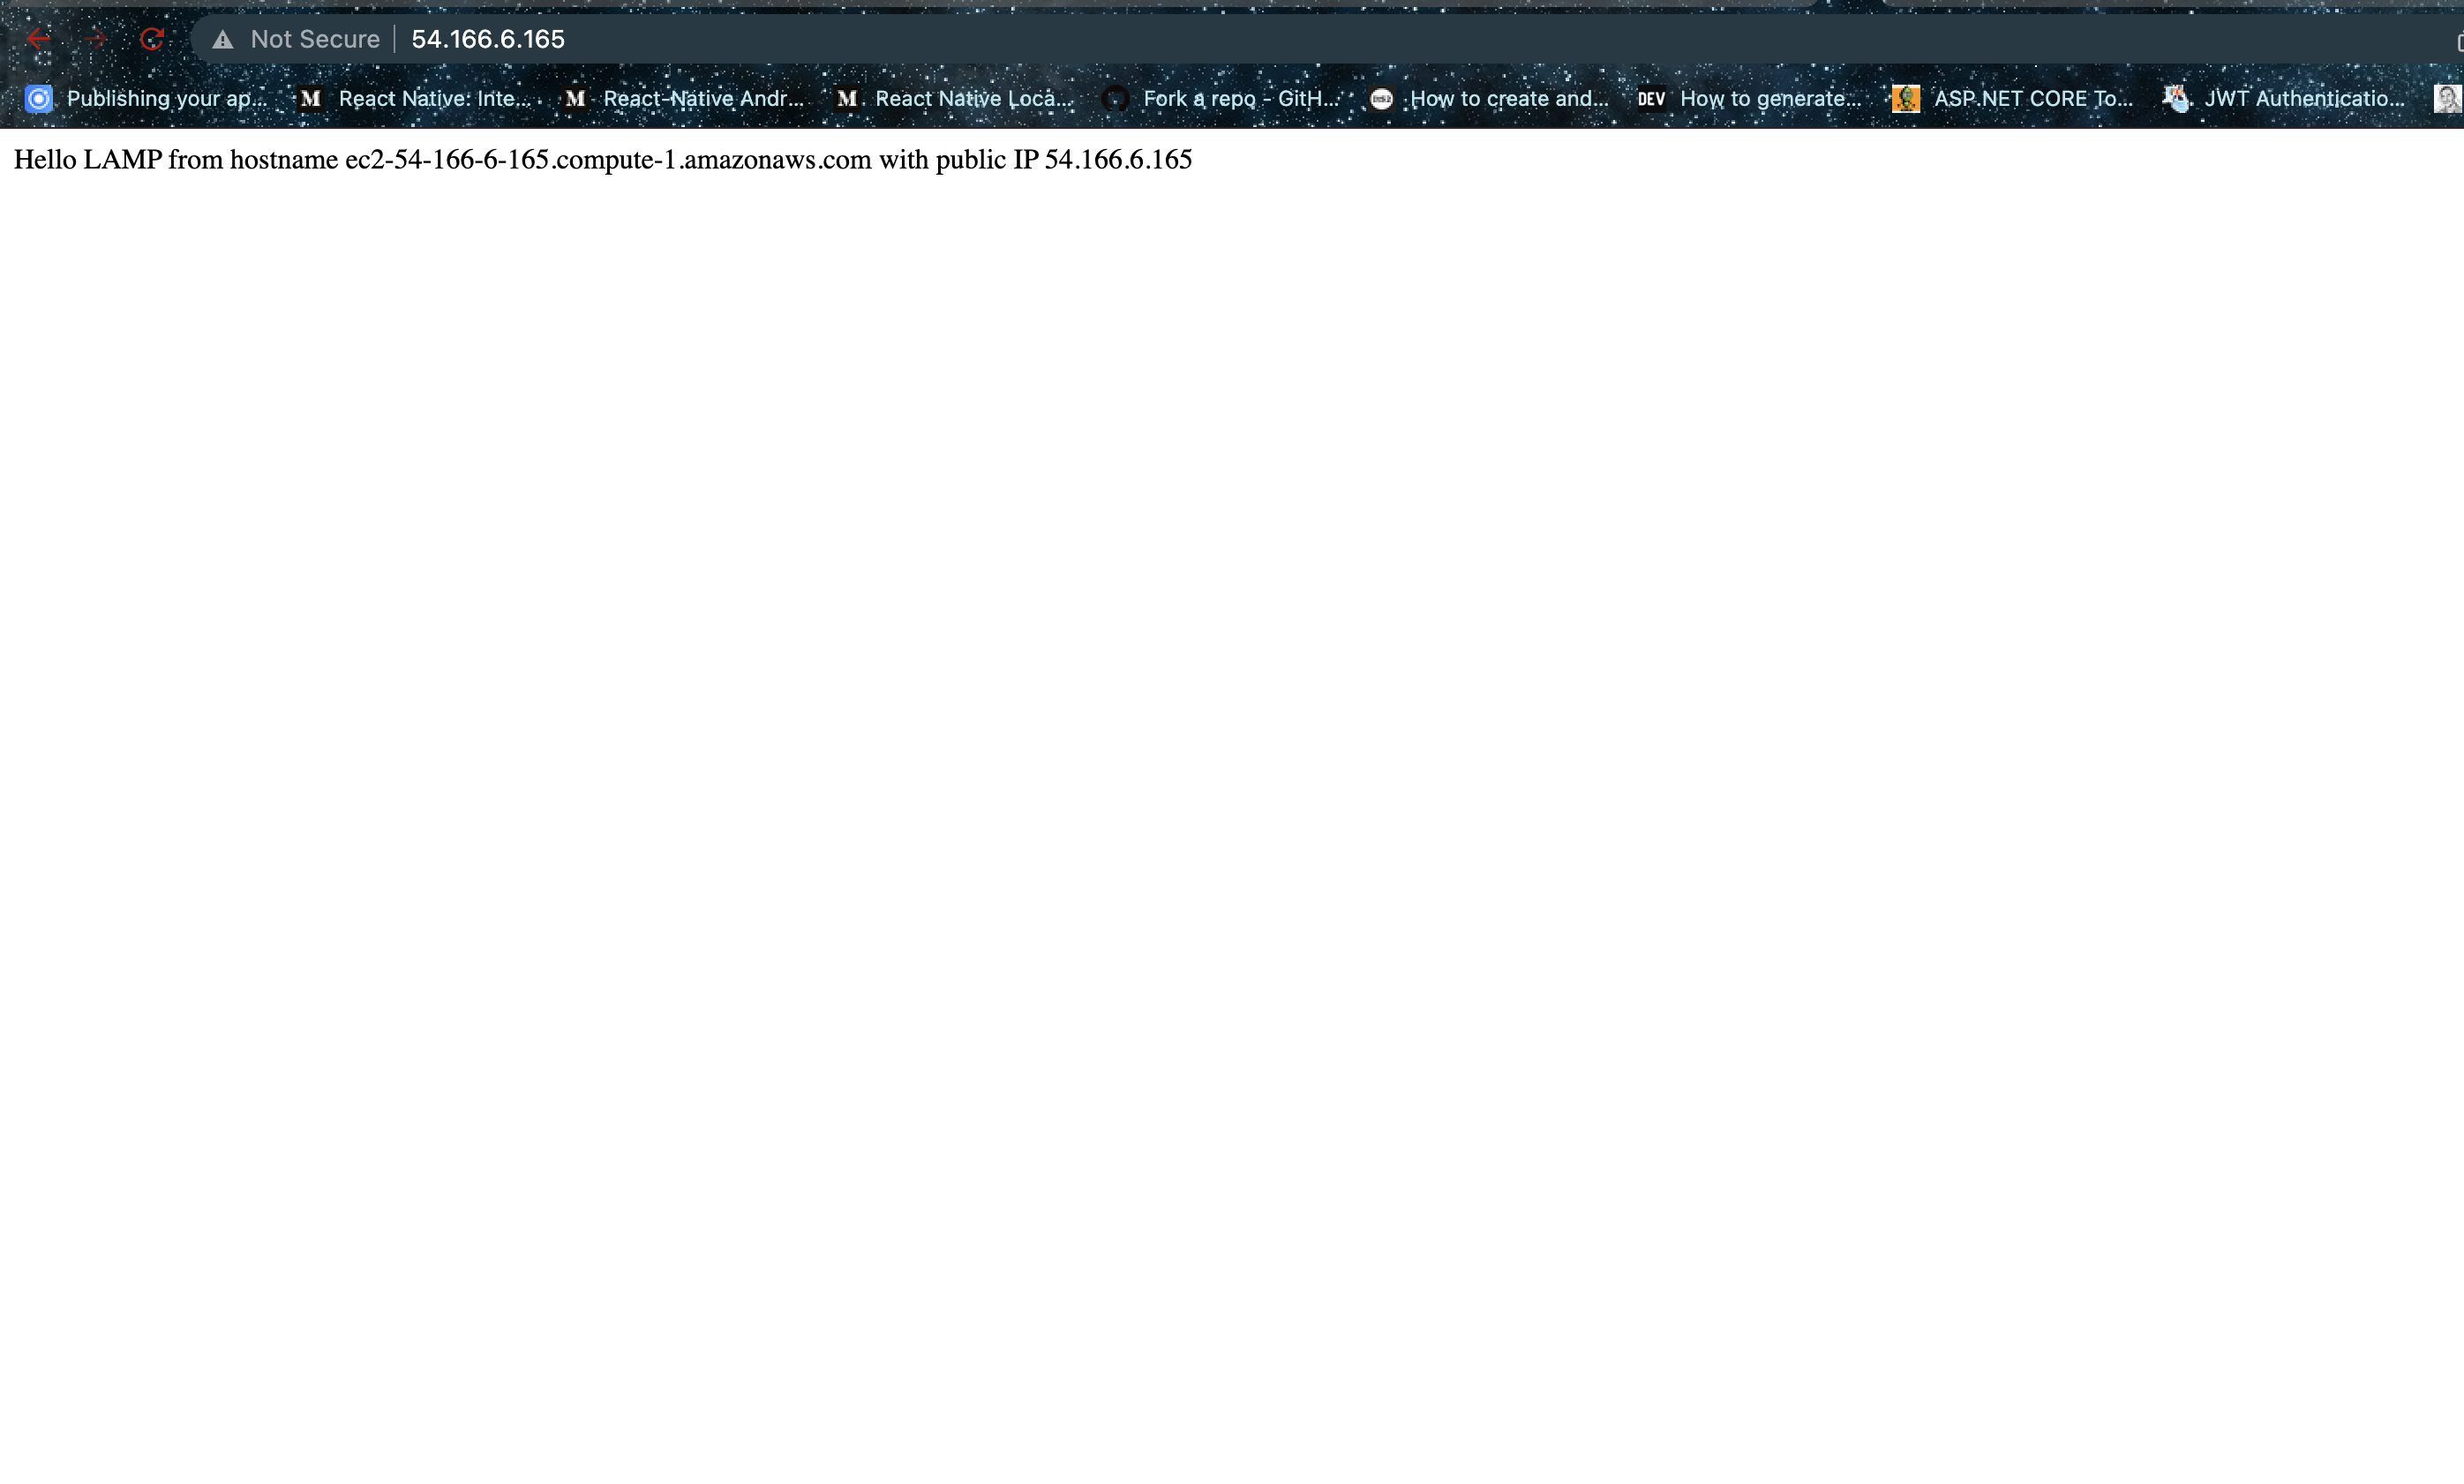 Not Secure | 54.166.6.165
Publishing your ap... M React Native: Inte... M React-Native Andr... M React Native Loca... Fork a repo - GitH... How to create and... DEV How to generate... ASP.NET CORE To... JWT Authenticatio...
Hello LAMP from hostname ec2-54-166-6-165.compute-1.amazonaws.com with public IP 54.166.6.165